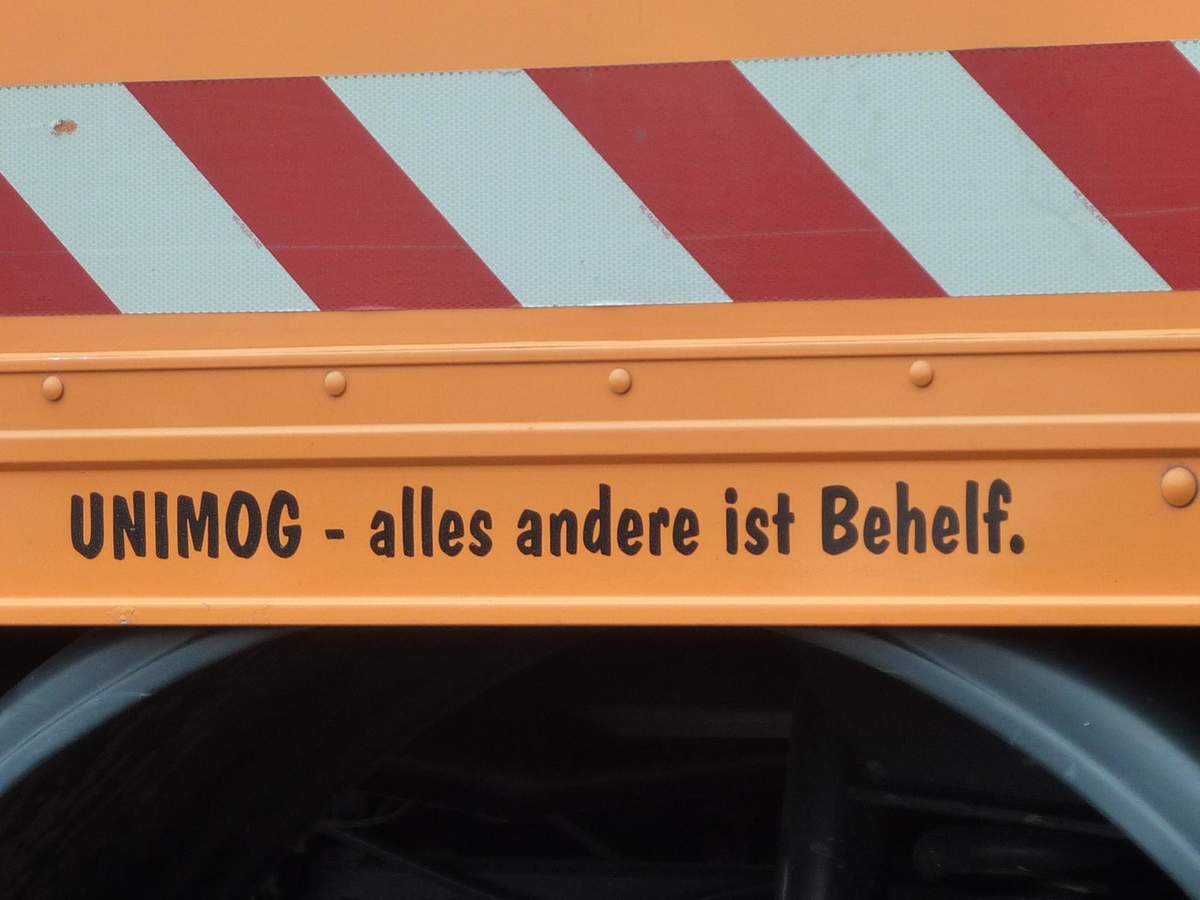 UNIMOG - alles andere ist Behelf.